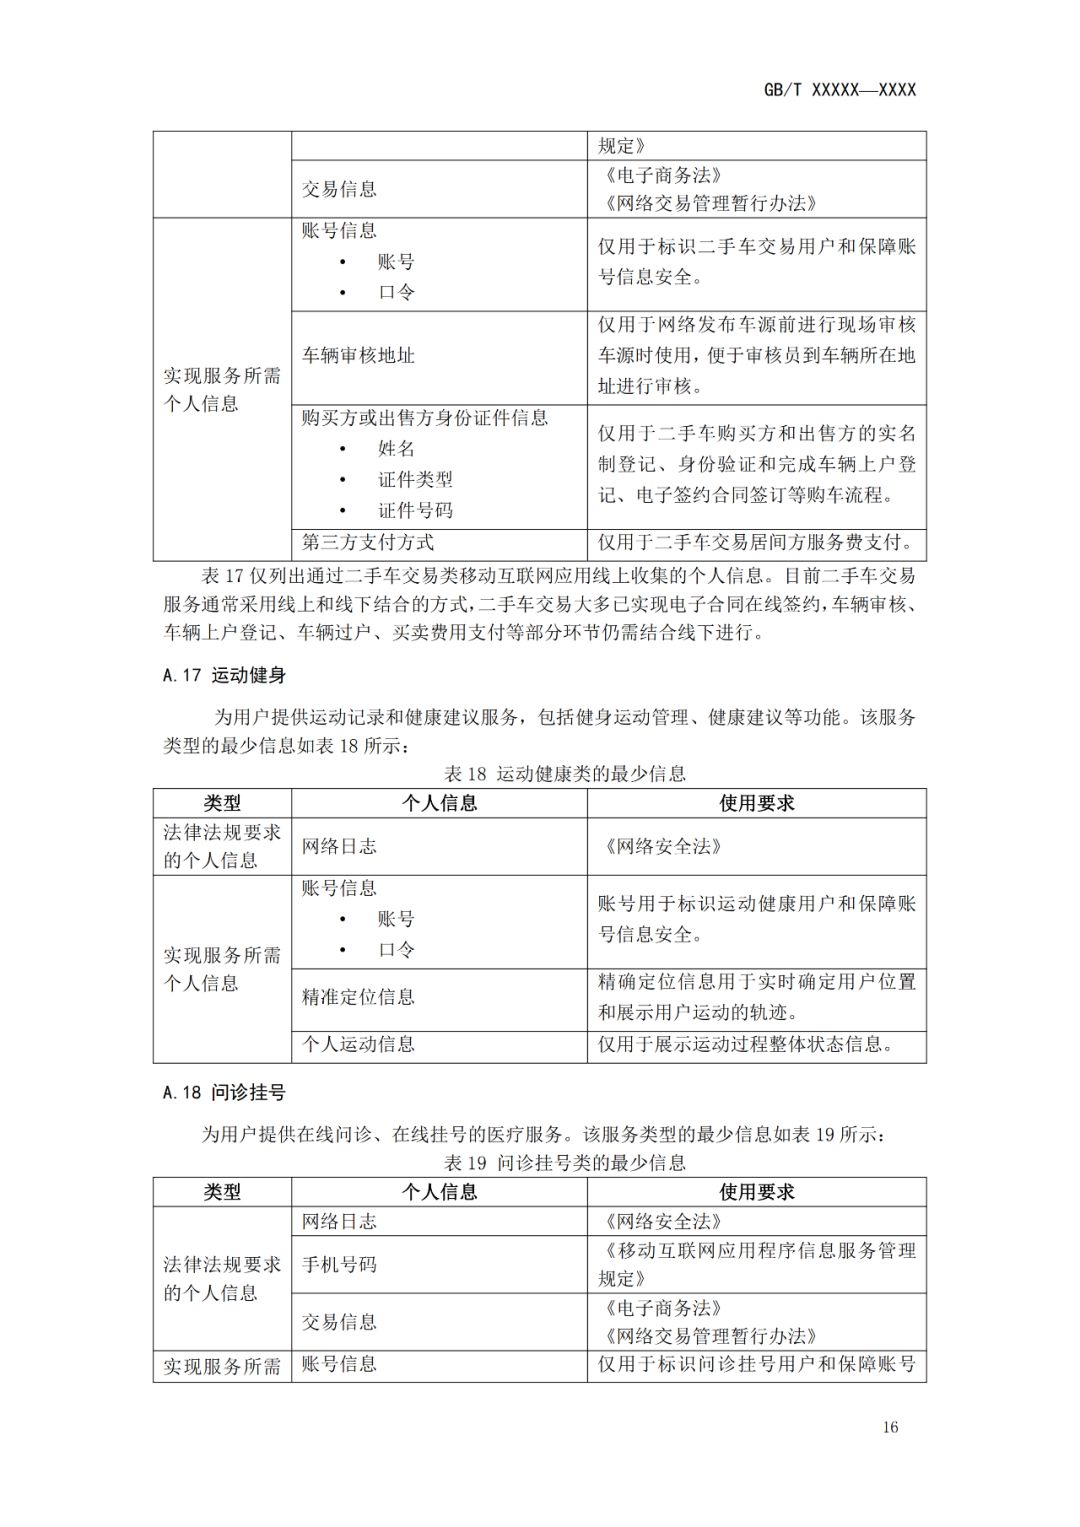 GB/T XXXXX—XXXX
规定》
交易信息
《电子商务法》
《网络交易管理暂行办法》
实现服务所需
个人信息
账号信息
• 账号
• 口令
仅用于标识二手车交易用户和保障账
号信息安全。
车辆审核地址
仅用于网络发布车源前进行现场审核
车源时使用，便于审核员到车辆所在地
址进行审核。
购买方或出售方身份证件信息
• 姓名
• 证件类型
• 证件号码
仅用于二手车购买方和出售方的实名
制登记、身份验证和完成车辆上户登
记、电子签约合同签订等购车流程。
第三方支付方式
仅用于二手车交易居间方服务费支付。
表 17 仅列出通过二手车交易类移动互联网应用线上收集的个人信息。目前二手车交易
服务通常采用线上和线下结合的方式，二手车交易大多已实现电子合同在线签约，车辆审核、
车辆上户登记、车辆过户、买卖费用支付等部分环节仍需结合线下进行。
A.17 运动健身
为用户提供运动记录和健康建议服务，包括健身运动管理、健康建议等功能。该服务
类型的最少信息如表 18 所示：
表 18 运动健康类的最少信息
类型 个人信息 使用要求
法律法规要求
的个人信息
网络日志
《网络安全法》
实现服务所需
个人信息
账号信息
• 账号
• 口令
账号用于标识运动健康用户和保障账
号信息安全。
精准定位信息
精确定位信息用于实时确定用户位置
和展示用户运动的轨迹。
个人运动信息
仅用于展示运动过程整体状态信息。
A.18 问诊挂号
为用户提供在线问诊、在线挂号的医疗服务。该服务类型的最少信息如表 19 所示：
表 19 问诊挂号类的最少信息
类型 个人信息 使用要求
法律法规要求
的个人信息
网络日志
《网络安全法》
手机号码
《移动互联网应用程序信息服务管理
规定》
交易信息
《电子商务法》
《网络交易管理暂行办法》
实现服务所需
账号信息
仅用于标识问诊挂号用户和保障账号
16